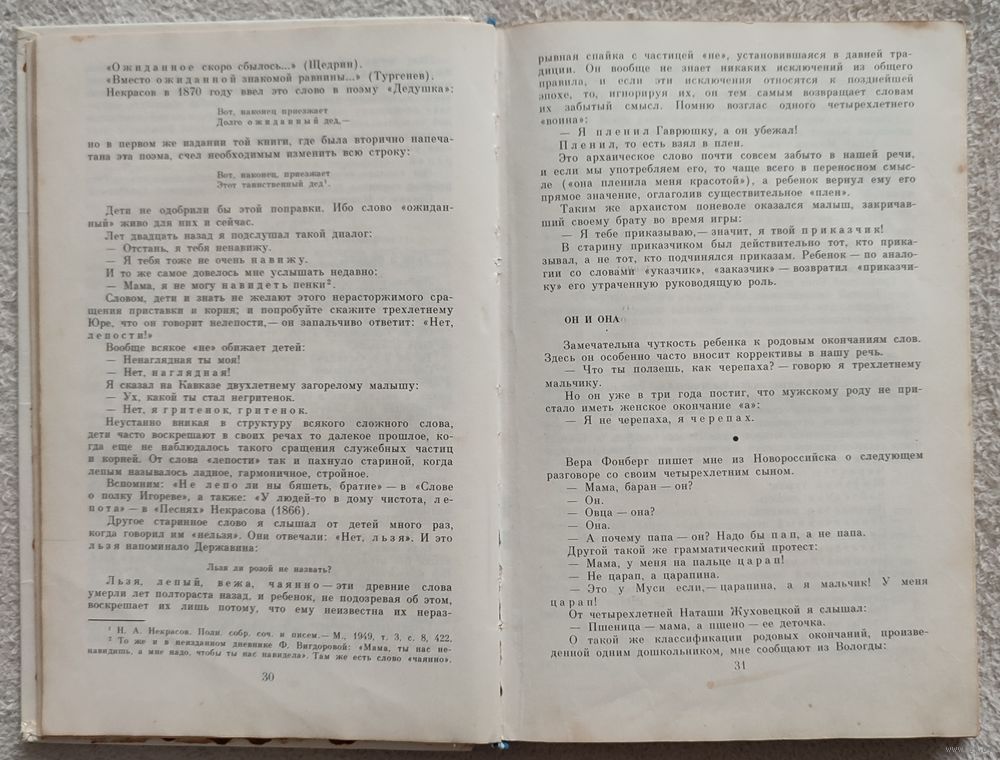 «Ожиданное скоро сбылось...» (Щедрин).
«Вместо ожиданной знакомой равнины...» (Тургенев).
Некрасов в 1870 году ввел это слово в поэму «Дедушка»:
Вот, наконец приезжает
Долго ожиданный дед,—
но в первом же издании той книги, где была вторично напеча-
тана эта поэма, счел необходимым изменить всю строку:
Вот, наконец, приезжает
Этот таинственный дед¹.
Дети не одобрили бы этой поправки. Ибо слово «ожидан-
ный» живо для них и сейчас.
Лет двадцать назад я подслушал такой диалог:
— Отстань, я тебя ненавижу.
— Я тебя тоже не очень навижу.
И то же самое довелось мне услышать недавно:
— Мама, я не могу навидеть пенки².
Словом, дети и знать не желают этого нерасторжимого сра-
щения приставки и корня; и попробуйте скажите трехлетнему
Юре, что он говорит нелепости,— он запальчиво ответит: «Нет,
лепости!»
Вообще всякое «не» обижает детей:
— Ненаглядная ты моя!
— Нет, наглядная!
Я сказал на Кавказе двухлетнему загорелому малышу:
— Ух, какой ты стал негритенок.
— Нет, я гритенок, гритенок.
Неустанно вникая в структуру всякого сложного слова,
дети часто воскрешают в своих речах то далекое прошлое, ко-
гда еще не наблюдалось такого сращения служебных частиц
и корней. От слова «лепости» так и пахнуло стариной, когда
лепым называлось ладное, гармоничное, стройное.
Вспомним: «Не лепо ли ны бяшеть, братие» — в «Слове
о полку Игореве», а также: «У людей-то в дому чистота, ле-
пота» — в «Песнях» Некрасова (1866).
Другое старинное слово я слышал от детей много раз,
когда говорил им «нельзя». Они отвечали: «Нет, льзя». И это
льзя напоминало Державина:
Льзя ли розой не назвать?
Льзя, лепый, вежа, чаянно — эти древние слова
умерли лет полтораста назад, и ребенок, не подозревая об этом,
воскрешает их лишь потому, что ему неизвестна их нераз-
¹ Н. А. Некрасов. Полн. собр. соч. и писем.— М., 1949, т. 3, с. 8, 422.
² То же и в неизданном дневнике Ф. Вигдоровой: «Мама, ты нас не-
навидишь, а мне надо, чтобы ты нас навидела». Там же есть слово «чаянно».
30
рывная спайка с частицей «не», установившаяся в давней тра-
диции. Он вообще не знает никаких исключений из общего
правила, и если эти исключения относятся к позднейшей
эпохе, то, игнорируя их, он тем самым возвращает словам
их забытый смысл. Помню возглас одного четырехлетнего
«воина»:
— Я пленил Гаврюшку, а он убежал!
Пленил, то есть взял в плен.
Это архаическое слово почти совсем забыто в нашей речи,
и если мы употребляем его, то чаще всего в переносном смыс-
ле («она пленила меня красотой»), а ребенок вернул ему его
прямое значение, оглаголив существительное «плен».
Таким же архаистом поневоле оказался малыш, закричав-
ший своему брату во время игры:
— Я тебе приказываю,— значит, я твой приказчик!
В старину приказчиком был действительно тот, кто прика-
зывал, а не тот, кто подчинялся приказам. Ребенок — по анало-
гии со словами «указчик», «заказчик» — возвратил «приказчи-
ку» его утраченную руководящую роль.
ОН И ОНА
Замечательна чуткость ребенка к родовым окончаниям слов.
Здесь он особенно часто вносит коррективы в нашу речь.
— Что ты ползешь, как черепаха? — говорю я трехлетнему
мальчику.
Но он уже в три года постиг, что мужскому роду не при-
стало иметь женское окончание «а»:
— Я не черепаха, я черепах.
●
Вера Фонберг пишет мне из Новороссийска о следующем
разговоре со своим четырехлетним сыном.
— Мама, баран — он?
— Он.
— Овца — она?
— Она.
— А почему папа — он? Надо бы пап, а не папа.
Другой такой же грамматический протест:
— Мама, у меня на пальце царап!
— Не царап, а царапина.
— Это у Муси если,— царапина, а я мальчик! У меня
царап!
От четырехлетней Наташи Жуховецкой я слышал:
— Пшеница — мама, а пшено — ее деточка.
О такой же классификации родовых окончаний, произве-
денной одним дошкольником, мне сообщают из Вологды:
31